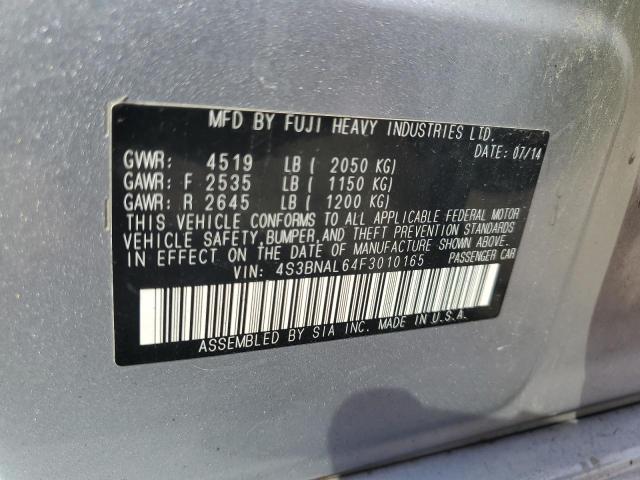 MFD BY FUJI HEAVY INDUSTRIES LTD.
DATE: 07/14
GVWR: 4519 LB ( 2050 KG)
GAWR: F 2535 LB ( 1150 KG)
GAWR: R 2645 LB ( 1200 KG)
THIS VEHICLE CONFORMS TO ALL APPLICABLE FEDERAL MOTOR
VEHICLE SAFETY, BUMPER, AND THEFT PREVENTION STANDARDS
IN EFFECT ON THE DATE OF MANUFACTURE SHOWN ABOVE.
VIN: 4S3BNAL64F3010165 PASSENGER CAR
ASSEMBLED BY SIA INC. MADE IN U.S.A.